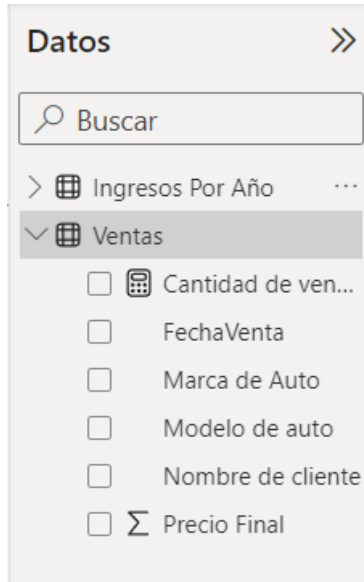 Datos
Buscar
Ingresos Por Año ...
Ventas
Cantidad de ven...
FechaVenta
Marca de Auto
Modelo de auto
Nombre de cliente
Precio Final